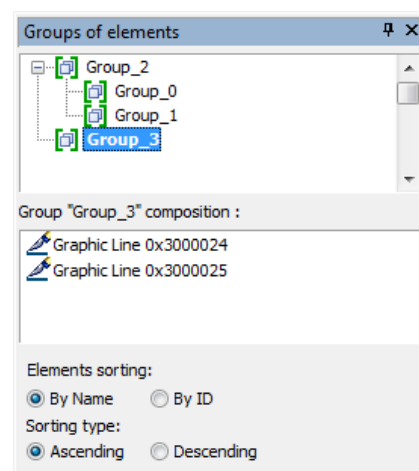 Groups of elements
Group_2
Group_0
Group_1
Group_3
Group "Group_3" composition :
Graphic Line 0x3000024
Graphic Line 0x3000025
Elements sorting:
By Name By ID
Sorting type:
Ascending Descending